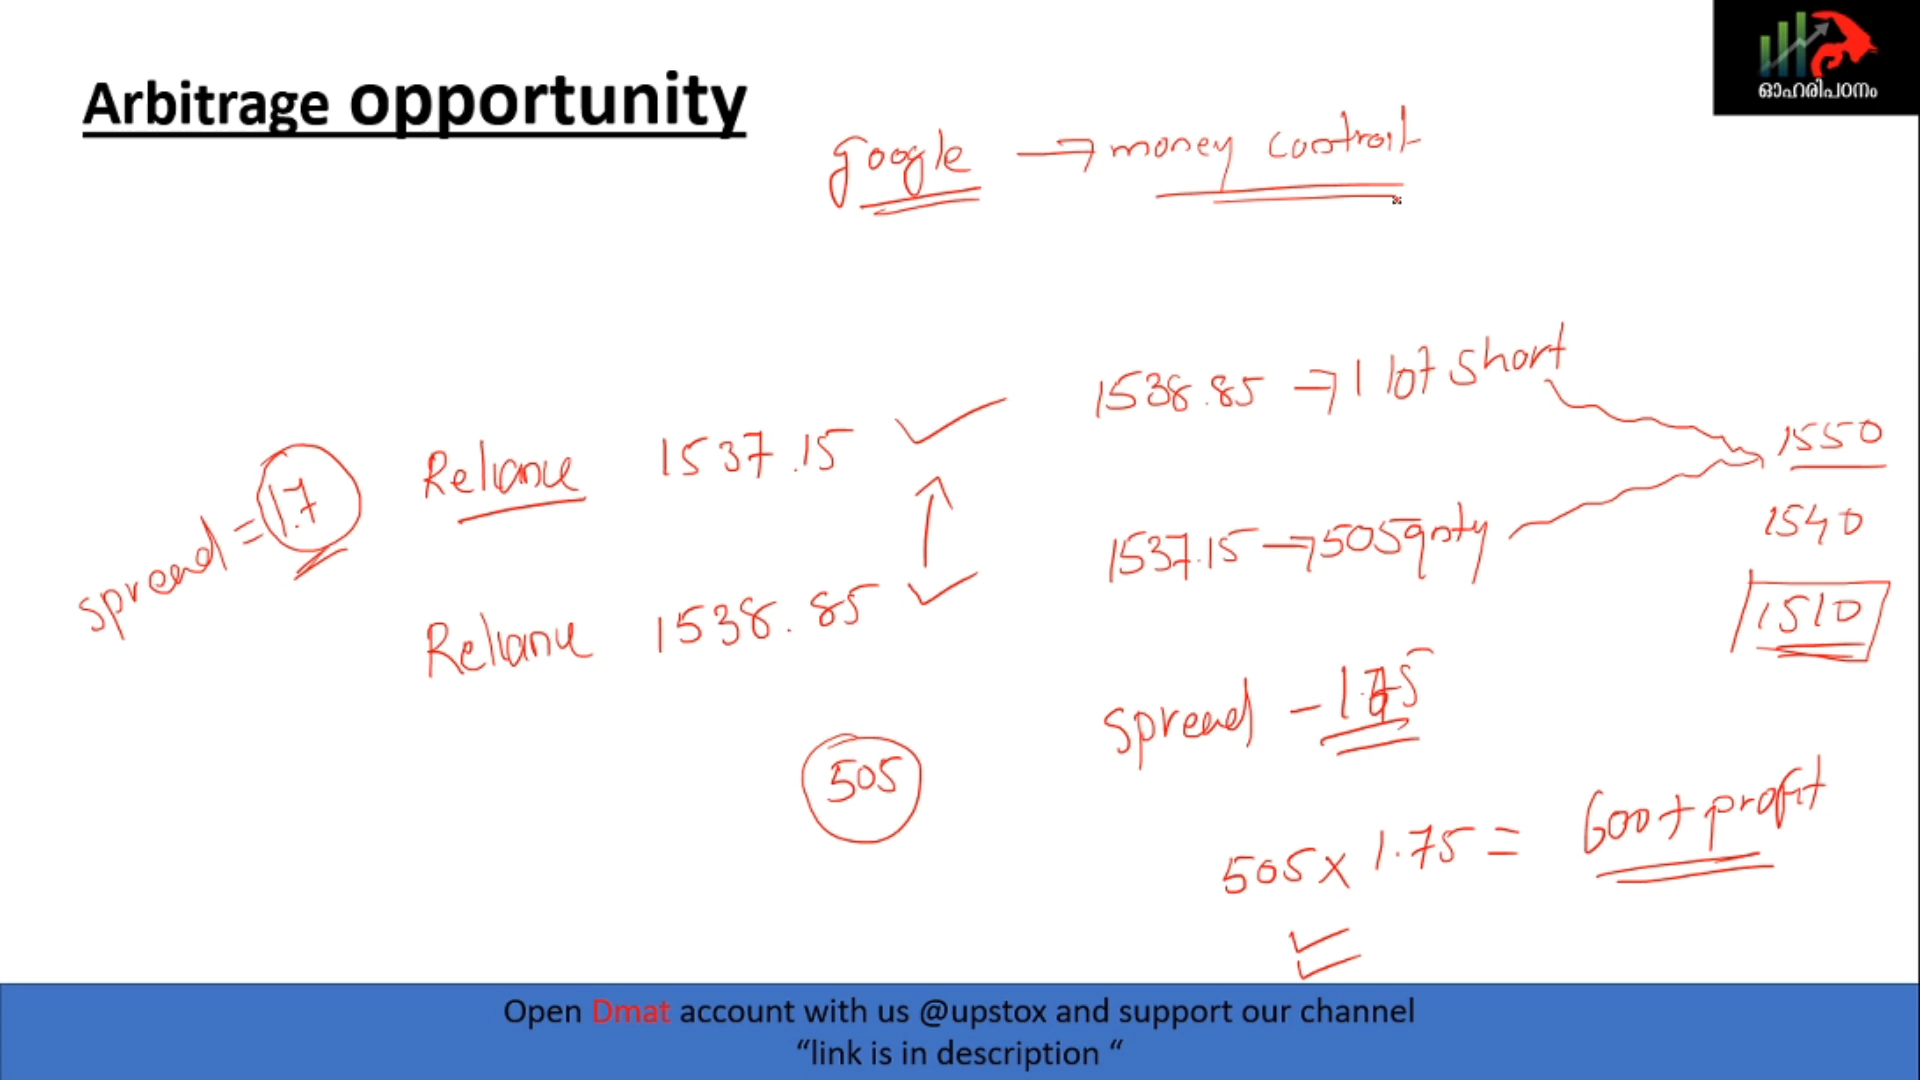 ഓഹരിപഠനം
Arbitrage opportunity
google → money contrail
1538.85 → 1 lot short
Reliance 1537.15
spread = 1.7
1550
1540
1537.15 → 505 qnty
Reliance 1538.85
1510
spread - 1.75
505
505 x 1.75 = 600+ profit
Open Dmat account with us @upstox and support our channel
“link is in description “